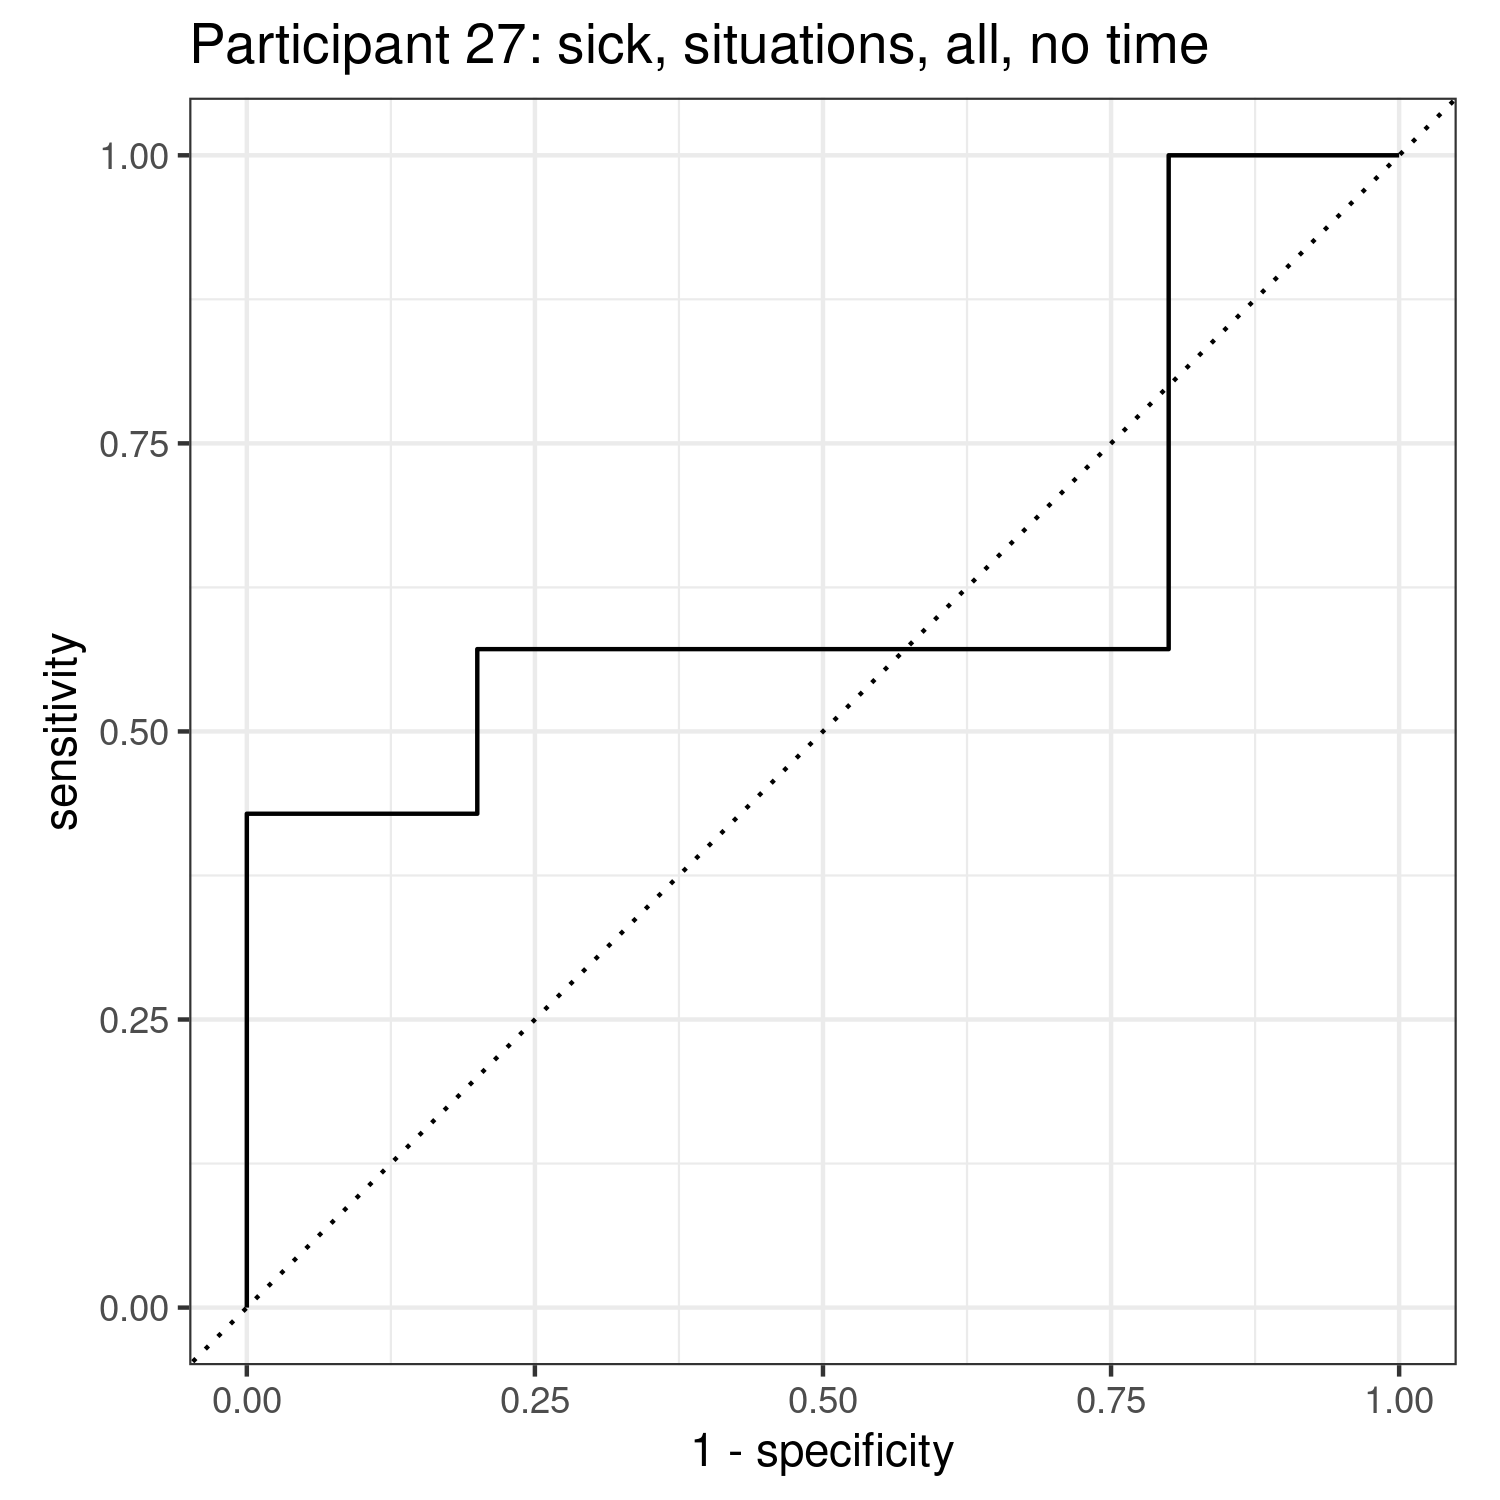 Participant 27: sick, situations, all, no time
1.00
0.75
0.50
0.25
0.00
sensitivity
0.00 0.25 0.50 0.75 1.00
1 - specificity